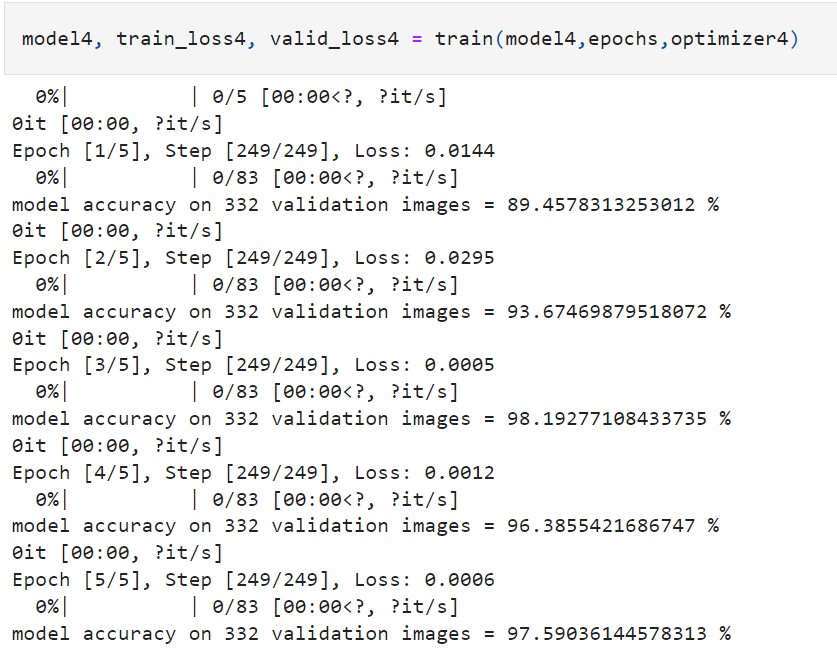 model4, train_loss4, valid_loss4 = train(model4,epochs,optimizer4)
0%| | 0/5 [00:00<?, ?it/s]
0it [00:00, ?it/s]
Epoch [1/5], Step [249/249], Loss: 0.0144
0%| | 0/83 [00:00<?, ?it/s]
model accuracy on 332 validation images = 89.4578313253012 %
0it [00:00, ?it/s]
Epoch [2/5], Step [249/249], Loss: 0.0295
0%| | 0/83 [00:00<?, ?it/s]
model accuracy on 332 validation images = 93.67469879518072 %
0it [00:00, ?it/s]
Epoch [3/5], Step [249/249], Loss: 0.0005
0%| | 0/83 [00:00<?, ?it/s]
model accuracy on 332 validation images = 98.19277108433735 %
0it [00:00, ?it/s]
Epoch [4/5], Step [249/249], Loss: 0.0012
0%| | 0/83 [00:00<?, ?it/s]
model accuracy on 332 validation images = 96.3855421686747 %
0it [00:00, ?it/s]
Epoch [5/5], Step [249/249], Loss: 0.0006
0%| | 0/83 [00:00<?, ?it/s]
model accuracy on 332 validation images = 97.59036144578313 %